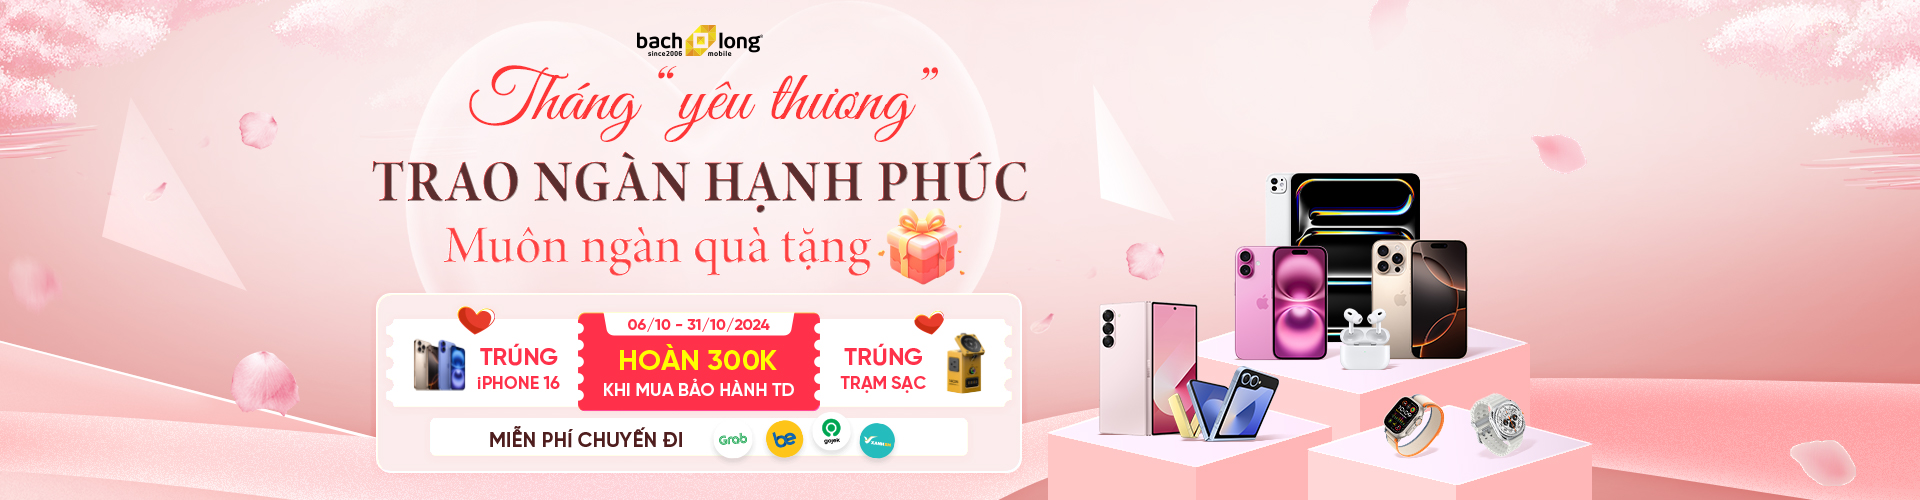 bach long
since2006 mobile
Tháng "yêu thương"
TRAO NGÀN HẠNH PHÚC
Muôn ngàn quà tặng
TRÚNG
iPHONE 16
06/10 - 31/10/2024
HOÀN 300K
KHI MUA BẢO HÀNH TD
TRÚNG
TRẠM SẠC
MIỄN PHÍ CHUYẾN ĐI
Grab
be
gojek
XANH SM